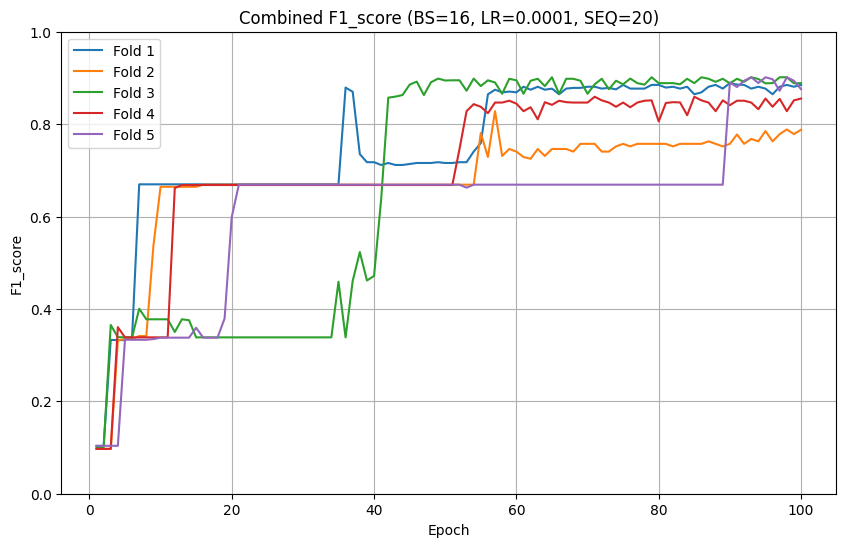 Combined F1_score (BS=16, LR=0.0001, SEQ=20)
Fold 1
Fold 2
Fold 3
Fold 4
Fold 5
F1_score
1.0
0.8
0.6
0.4
0.2
0.0
0
20
40
60
80
100
Epoch